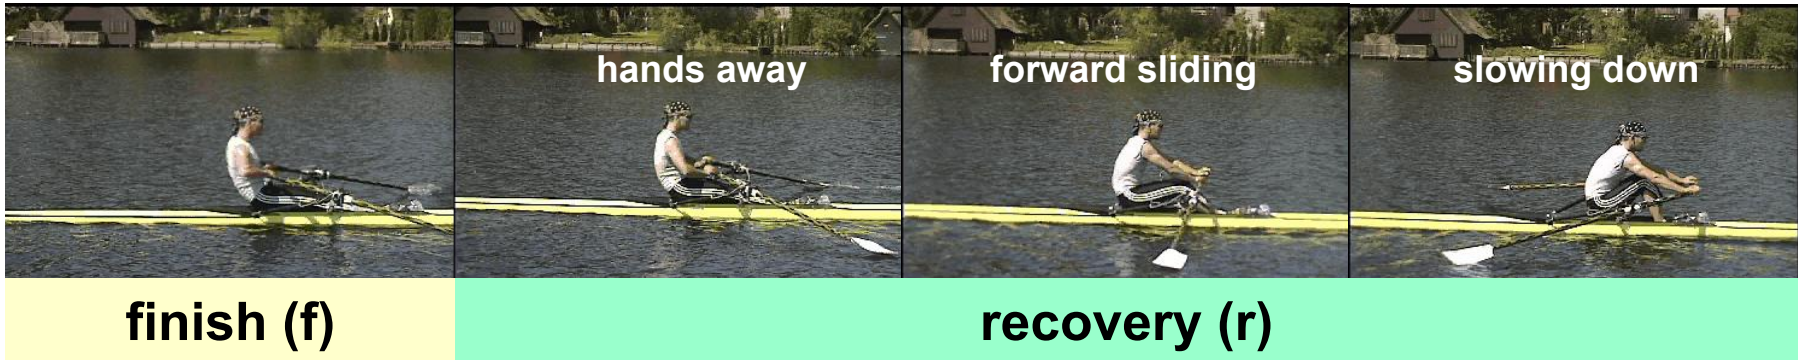 hands away
forward sliding
slowing down
finish (f)
recovery (r)